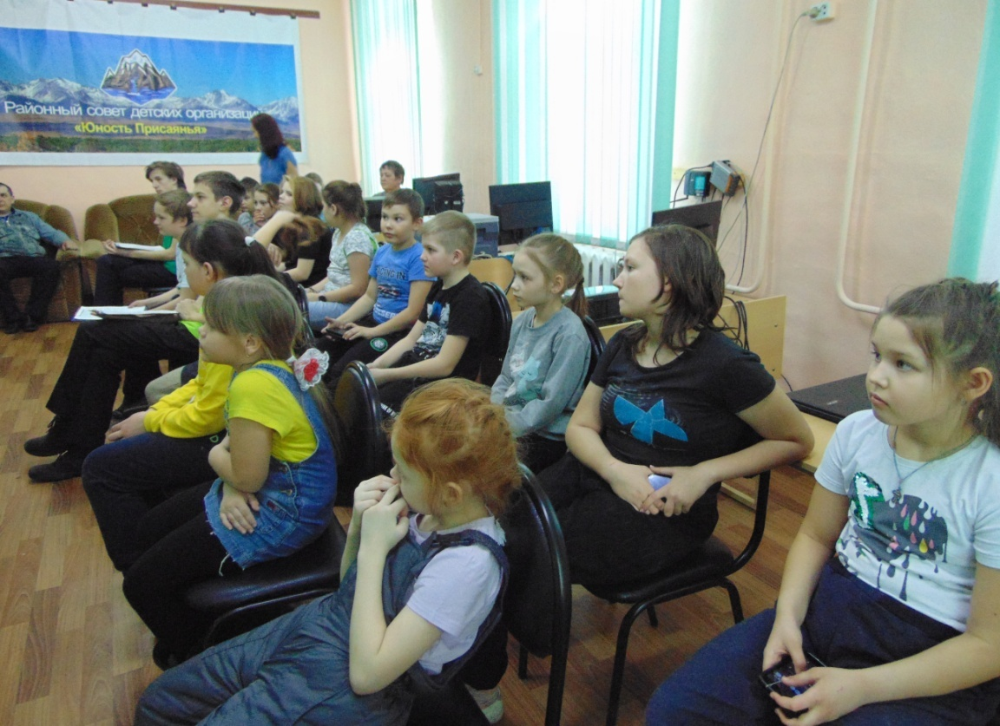 Районный совет детских организаци
«Юность Присаянья»